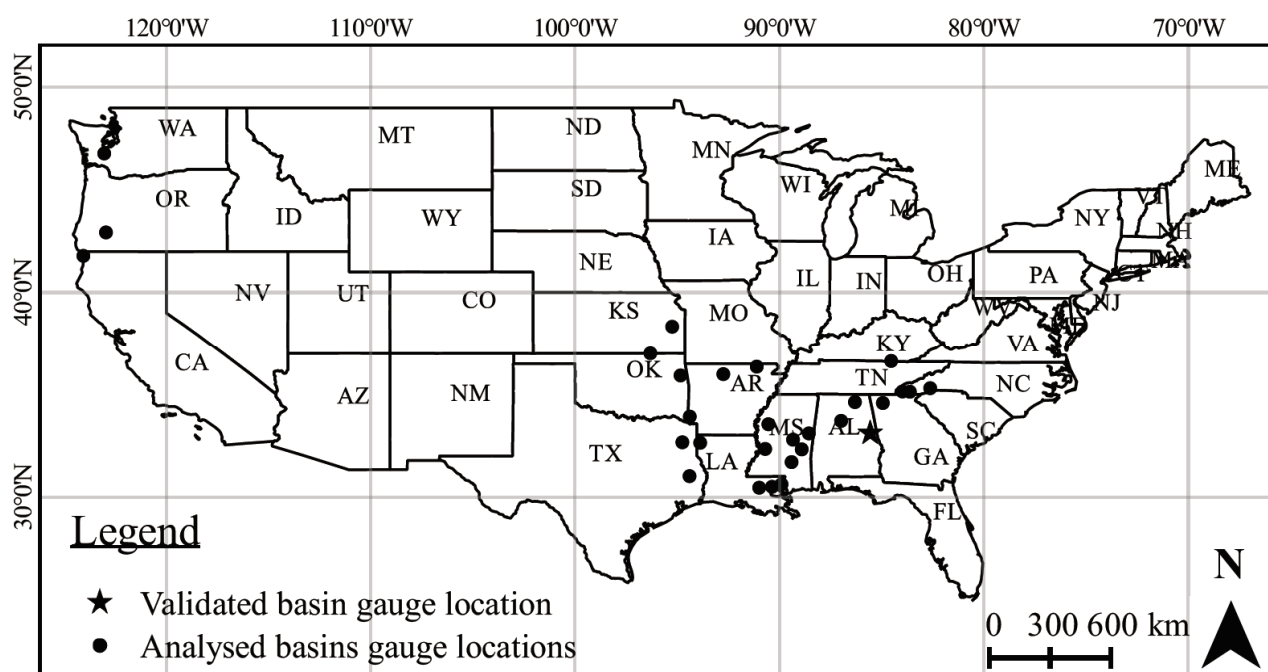 120°0'W 110°0'W 100°0'W 90°0'W 80°0'W 70°0'W
50°0'N
40°0'N
30°0'N
WA MT ND MN ME
OR ID WY SD WI MI NY VT NH
IA MA
NE CT
NV UT CO IL IN OH PA
KS MO WV NJ
CA KY VA
OK AR TN NC
AZ NM
MS AL SC
TX LA GA
FL
Legend
Validated basin gauge location
Analysed basins gauge locations
N
0 300 600 km